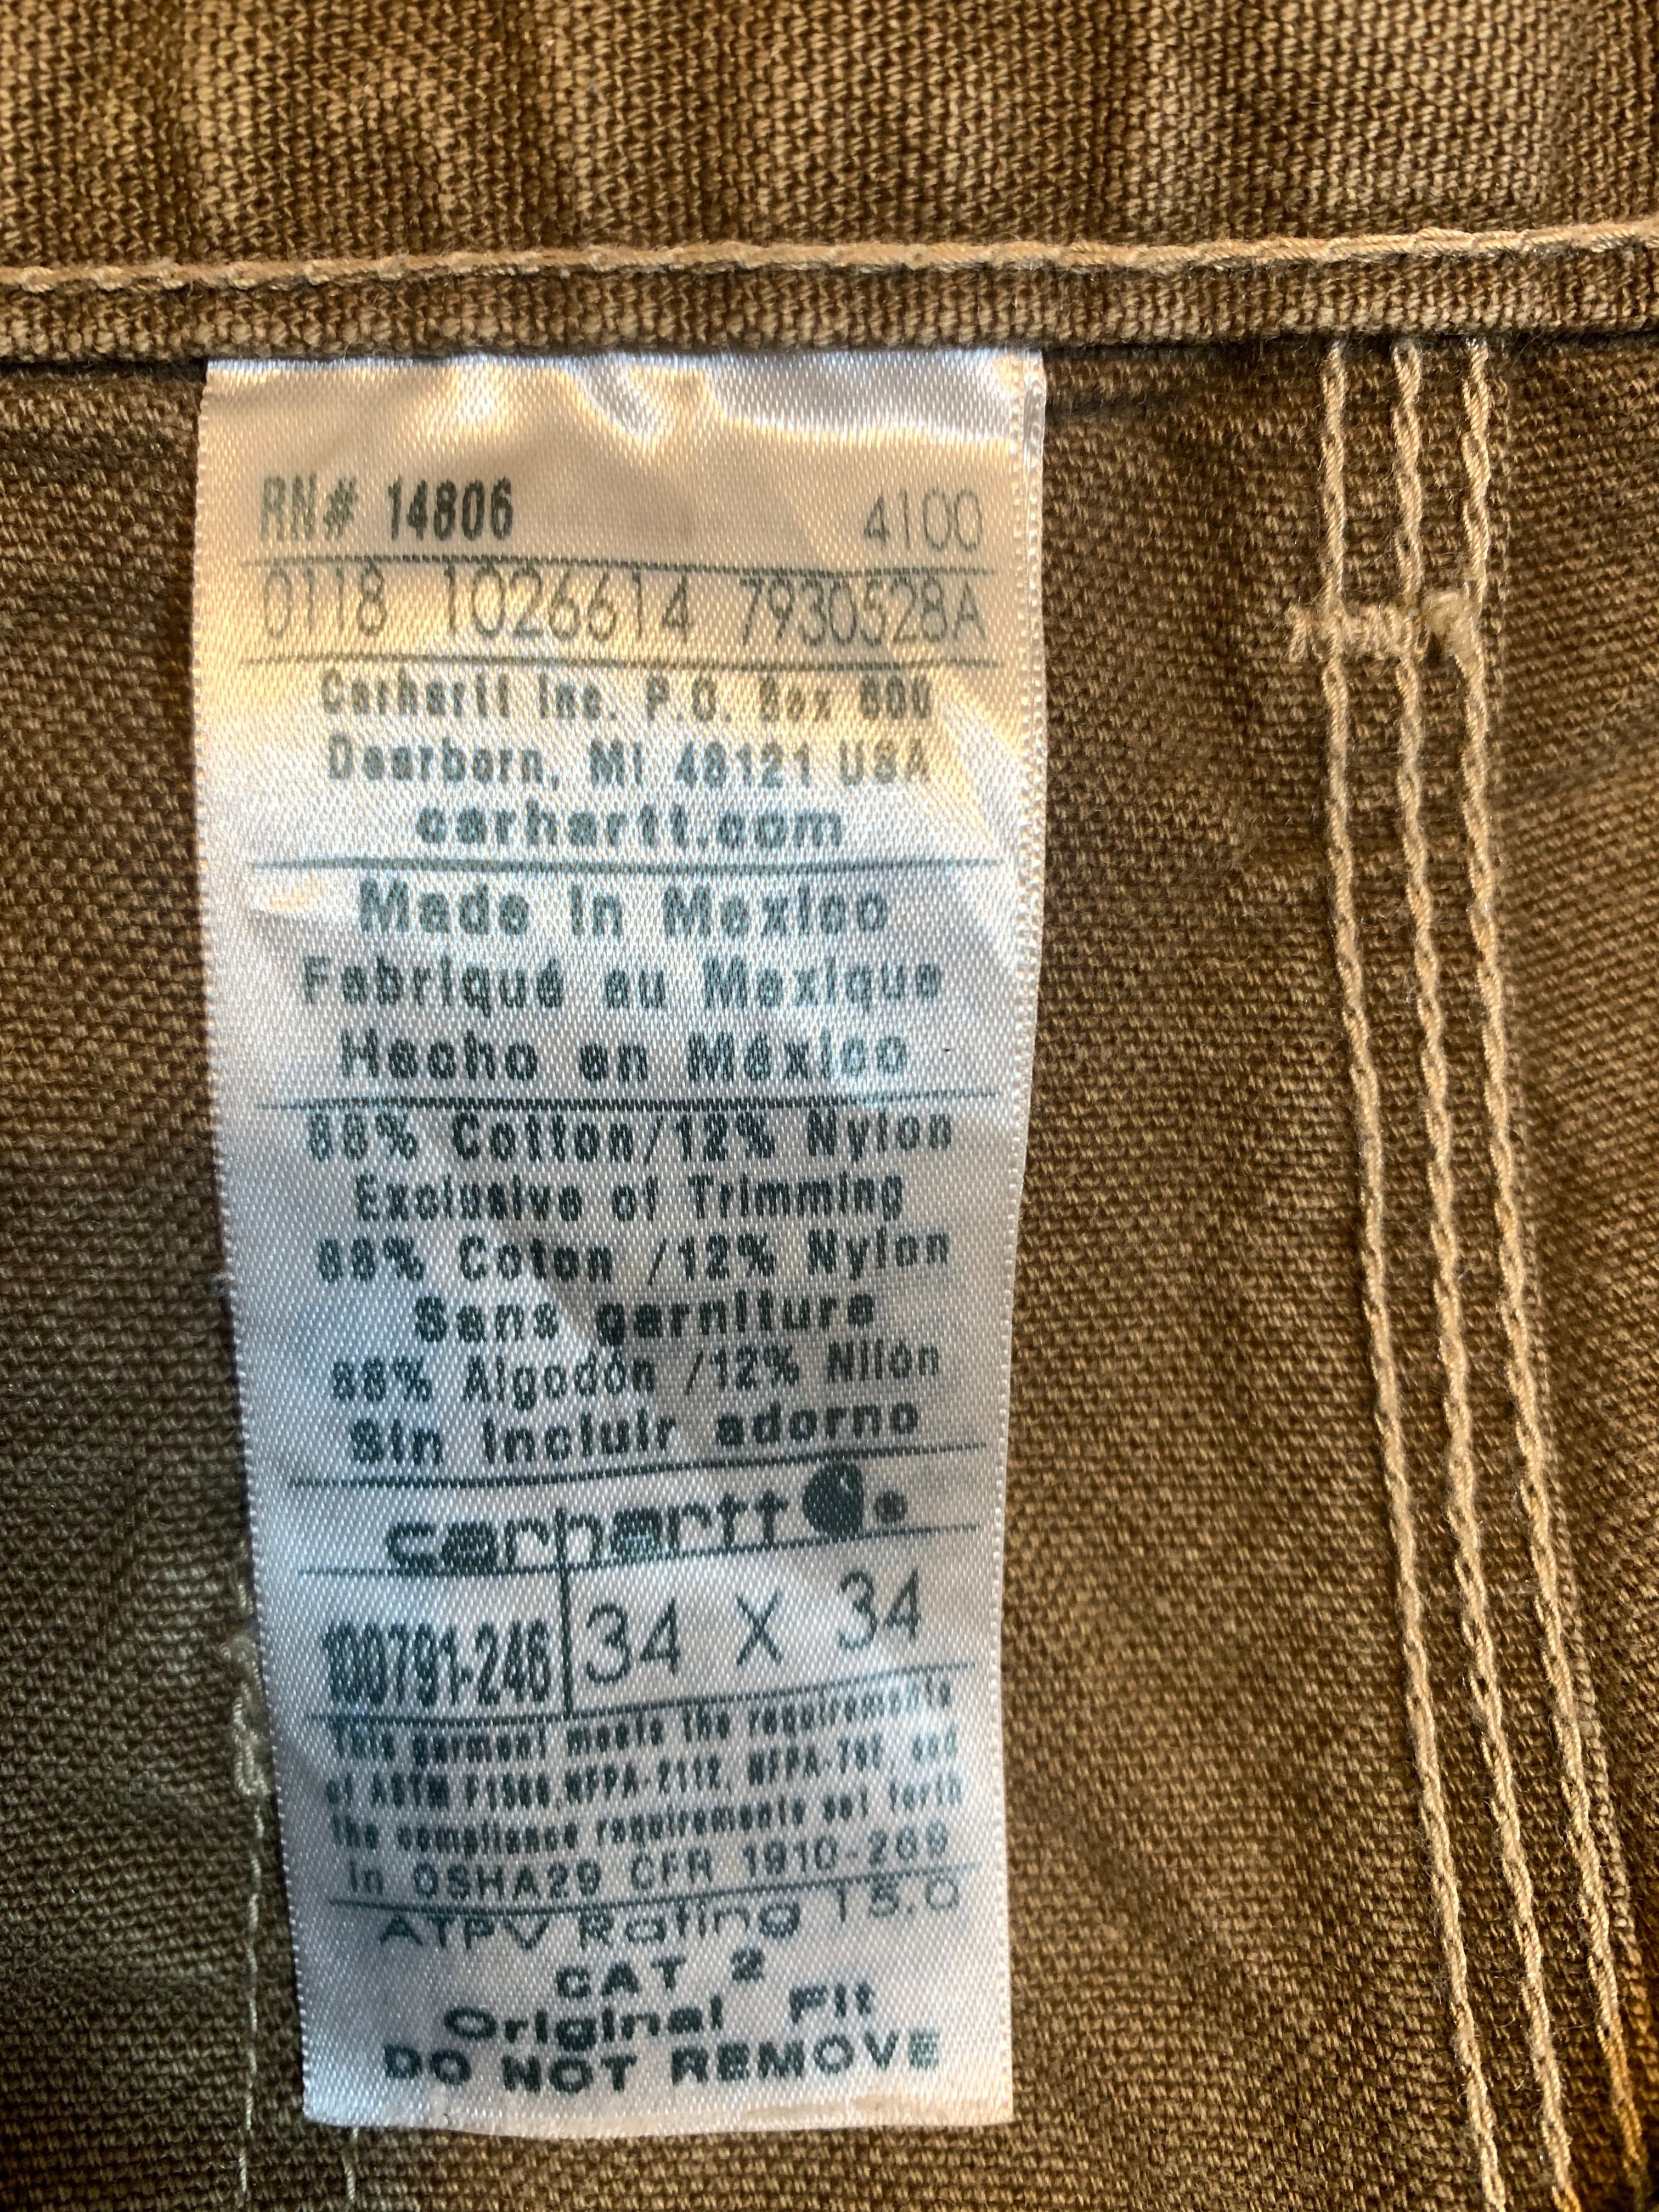 RN# 14806 4100
0118 1026614 7930528A
Carhartt Inc. P.O. Box 600
Dearborn, MI 48121 USA
carhartt.com
Made in Mexico
Fabriqué au Mexique
Hecho en México
88% Cotton/12% Nylon
Exclusive of Trimming
88% Coton /12% Nylon
Sans garniture
88% Algodón /12% Nilón
Sin incluir adorno
carhartt
100791-246 34 X 34
This garment meets the requirements
of ASTM F1506, NFPA-2112, NFPA-70E and
the compliance requirements set forth
in OSHA29 CFR 1910-269
ATPV Rating 15.0
CAT 2
Original Fit
DO NOT REMOVE